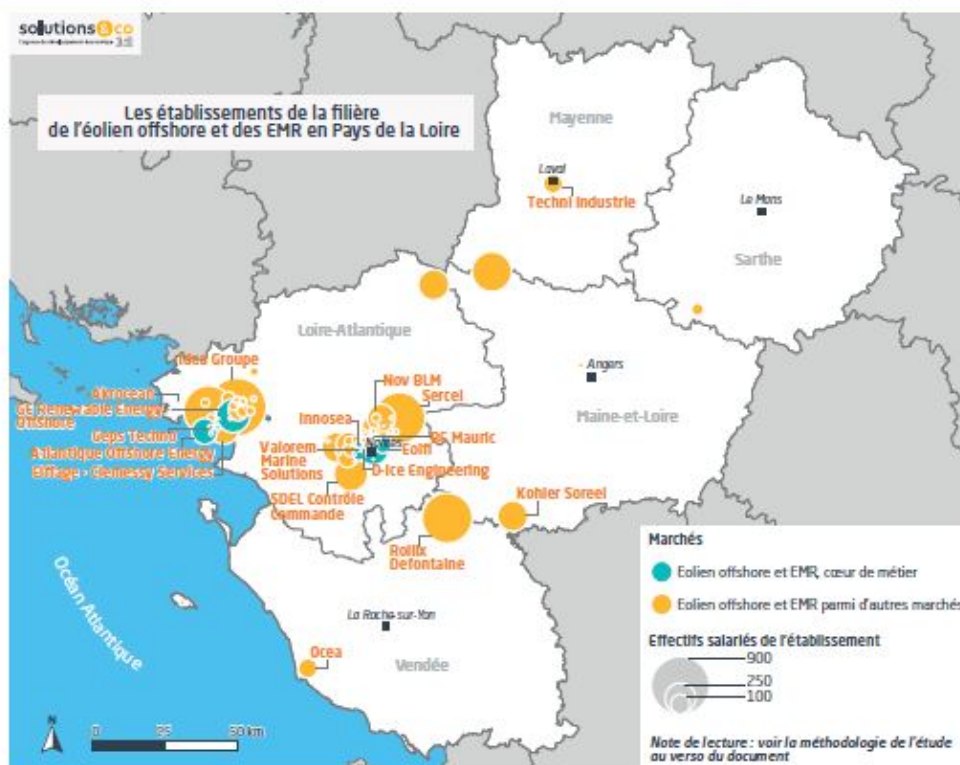 solutions&co
Les établissements de la filière
de l'éolien offshore et des EMR en Pays de la Loire
Mayenne
Laval
Techni Industrie
Le Mans
Sarthe
Loire-Atlantique
Idea Groupe
Akrocean
GE Renewable Energy
Offshore
Geps Techno
Atlantique Offshore Energy
Eiffage - Clemessy Services
Nov BLM
Sercel
Innosea
Valorem
Marine
Solutions
Eolfi
D-Ice Engineering
SDEL Contrôle
Commande
Angers
Maine-et-Loire
Kohler Soreel
Rollix
Defontaine
La Roche-sur-Yon
Ocea
Vendée
Océan Atlantique
N
0 25 50 km
Marchés
Eolien offshore et EMR, cœur de métier
Eolien offshore et EMR parmi d'autres marchés
Effectifs salariés de l'établissement
900
250
100
Note de lecture : voir la méthodologie de l'étude
au verso du document